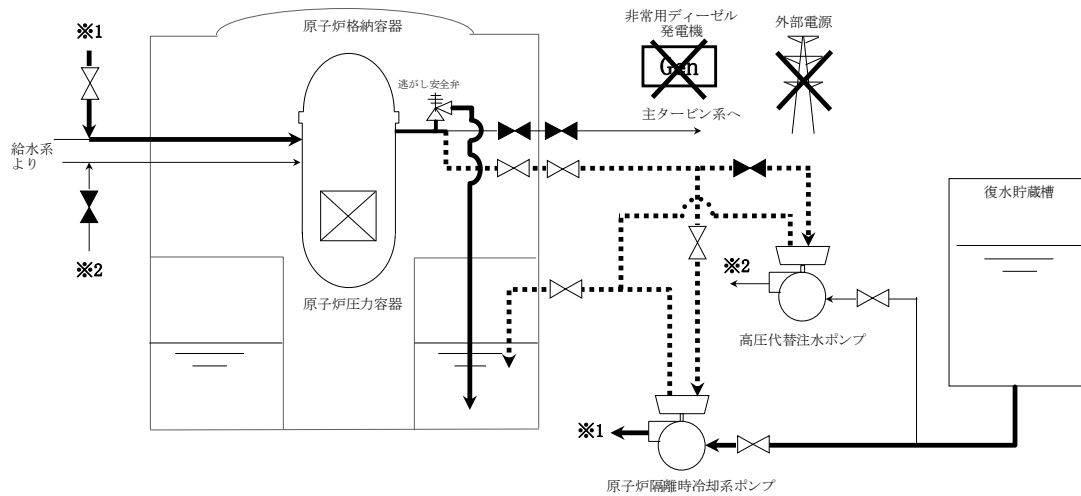 ※1
原子炉格納容器
非常用ディーゼル
発電機
外部電源
逃がし安全弁
Gen
主タービン系へ
給水系
より
復水貯蔵槽
※2
※2
原子炉圧力容器
高圧代替注水ポンプ
※1
原子炉隔離時冷却系ポンプ